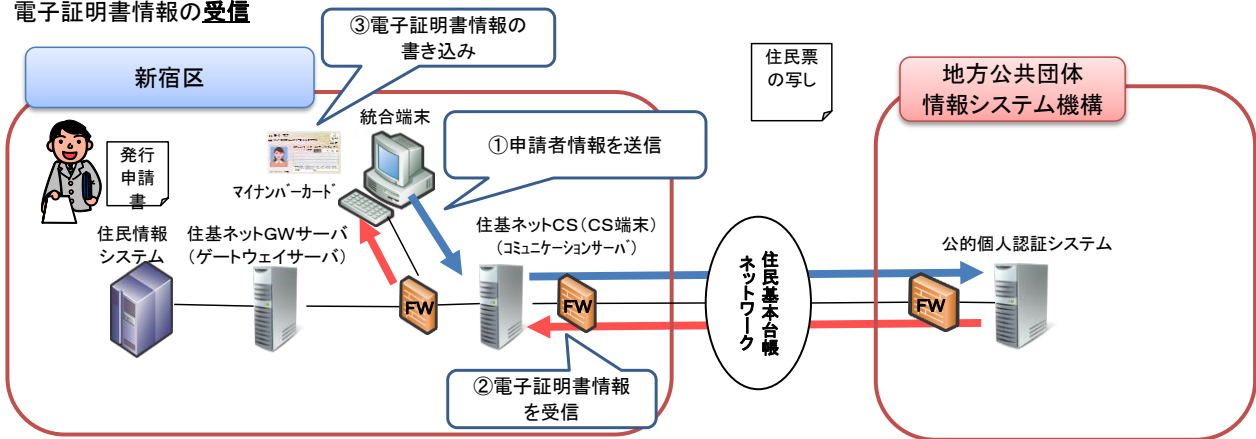 電子証明書情報の受信
③電子証明書情報の
書き込み
新宿区
住民票
の写し
地方公共団体
情報システム機構
統合端末
①申請者情報を送信
発行
申請
書
マイナンバーカード
住民情報
システム
住基ネットGWサーバ
（ゲートウェイサーバ）
住基ネットCS（CS端末）
（コミュニケーションサーバ）
公的個人認証システム
住民基本台帳
ネットワーク
FW
FW
FW
②電子証明書情報
を受信